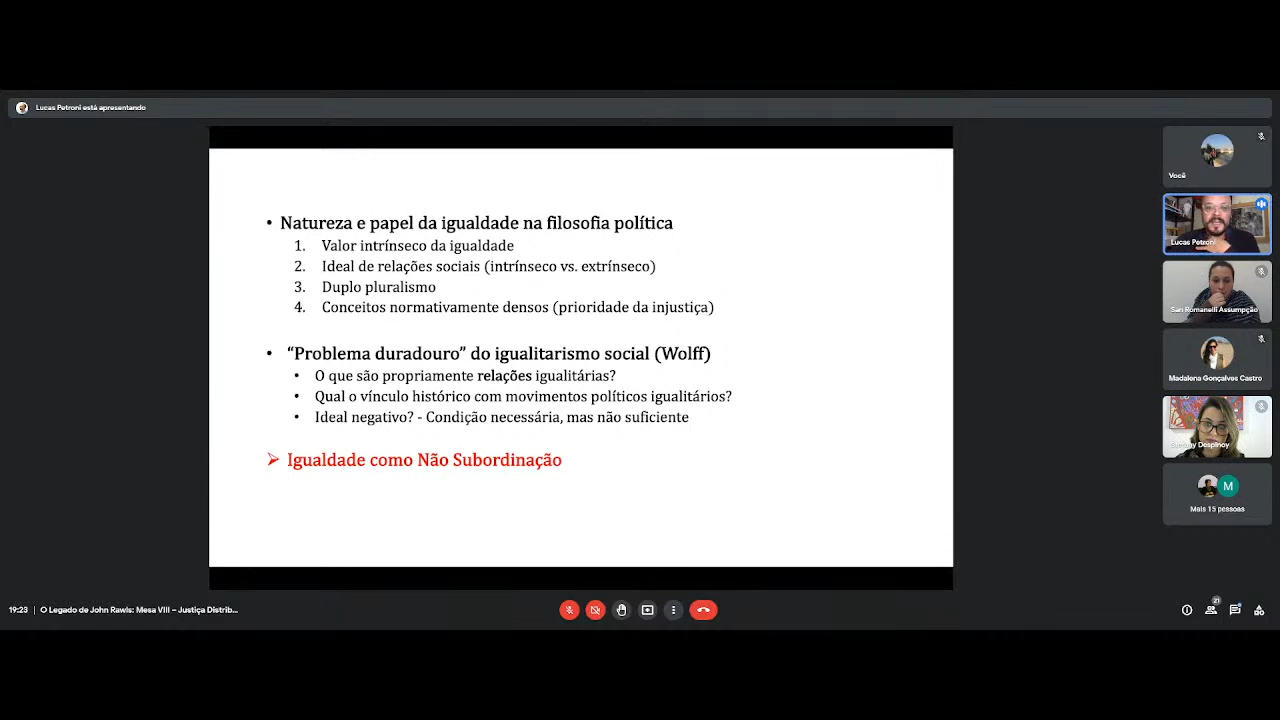 Lucas Petroni está apresentando
Você
• Natureza e papel da igualdade na filosofia política
1. Valor intrínseco da igualdade
2. Ideal de relações sociais (intrínseco vs. extrínseco)
3. Duplo pluralismo
4. Conceitos normativamente densos (prioridade da injustiça)
• “Problema duradouro” do igualitarismo social (Wolff)
• O que são propriamente relações igualitárias?
• Qual o vínculo histórico com movimentos políticos igualitários?
• Ideal negativo? - Condição necessária, mas não suficiente
➢ Igualdade como Não Subordinação
Lucas Petroni
San Romanelli Assumpção
Madalena Gonçalves Castro
Despinoy
M
Mais 15 pessoas
19:23 | O Legado de John Rawls: Mesa VIII – Justiça Distrib...
21